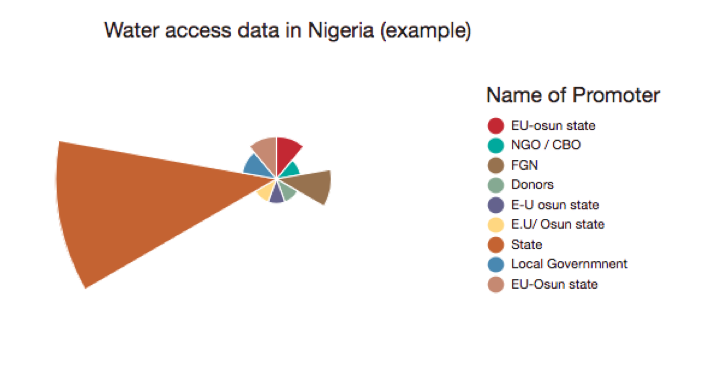 Water access data in Nigeria (example)
Name of Promoter
EU-osun state
NGO / CBO
FGN
Donors
E-U osun state
E.U/ Osun state
State
Local Governmnent
EU-Osun state